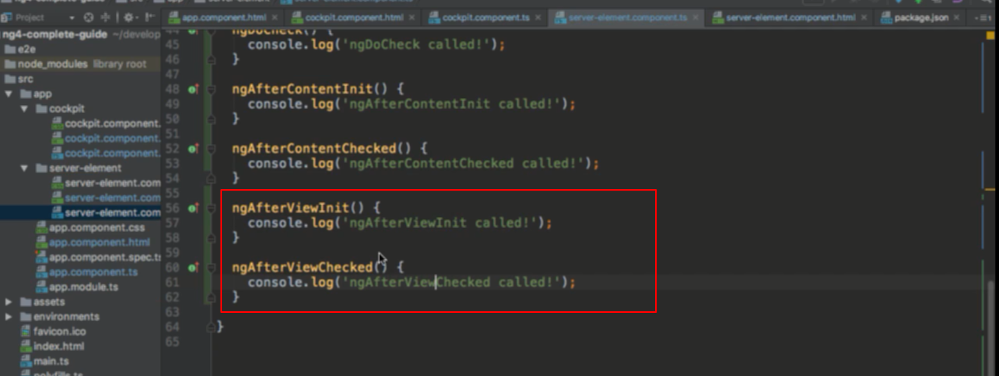 Project
app.component.html
cockpit.component.html
cockpit.component.ts
server-element.component.ts
server-element.component.html
package.json
ng4-complete-guide ~/develop
e2e
node_modules library root
src
app
cockpit
cockpit.component.
cockpit.component.
cockpit.component.
server-element
server-element.com
server-element.com
server-element.com
app.component.css
app.component.html
app.component.spec.ts
app.component.ts
app.module.ts
assets
environments
favicon.ico
index.html
main.ts
polyfills.ts
44 ngDoCheck() {
45 console.log('ngDoCheck called!');
46 }
47
48 ngAfterContentInit() {
49 console.log('ngAfterContentInit called!');
50 }
51
52 ngAfterContentChecked() {
53 console.log('ngAfterContentChecked called!');
54 }
55
56 ngAfterViewInit() {
57 console.log('ngAfterViewInit called!');
58 }
59
60 ngAfterViewChecked() {
61 console.log('ngAfterViewChecked called!');
62 }
63
64 }
65